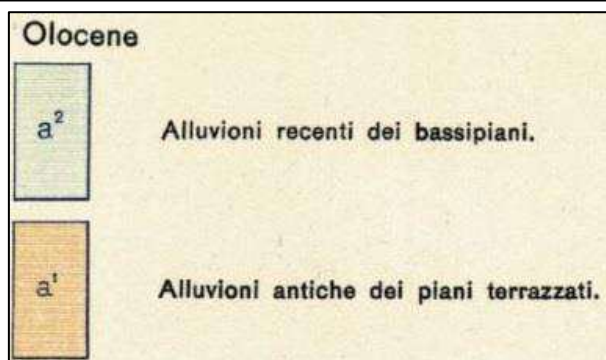 Olocene
a² Alluvioni recenti dei bassipiani.
a¹ Alluvioni antiche dei piani terrazzati.